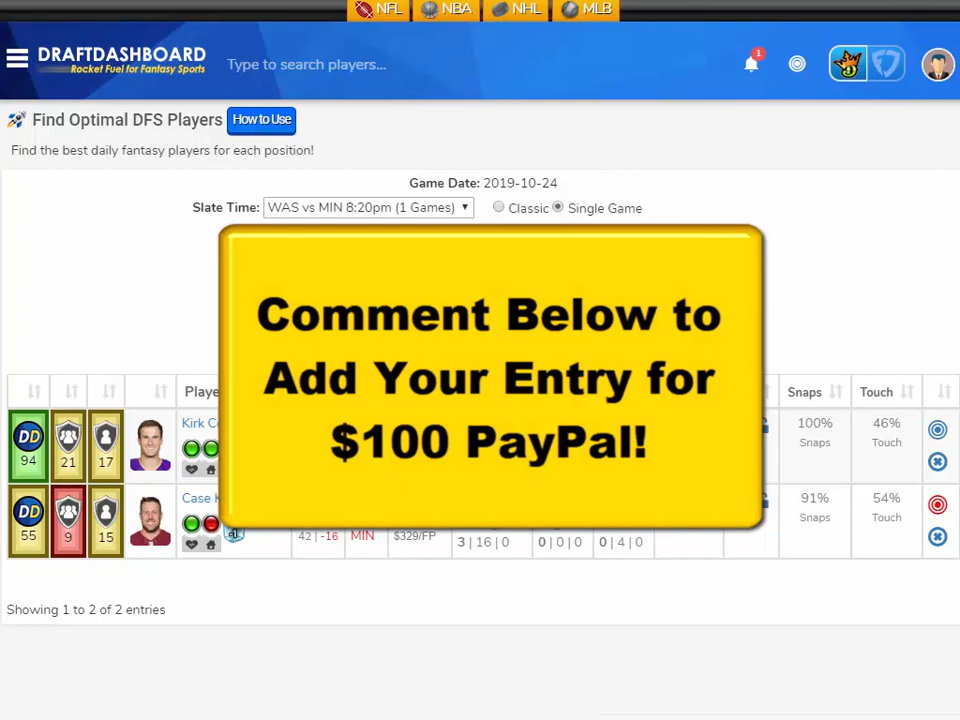 NFL NBA NHL MLB
DRAFTDASHBOARD
Rocket Fuel for Fantasy Sports
Type to search players...
1
Find Optimal DFS Players How to Use
Find the best daily fantasy players for each position!
Game Date: 2019-10-24
Slate Time: WAS vs MIN 8:20pm (1 Games) Classic Single Game
Comment Below to
Add Your Entry for
$100 PayPal!
Playe Snaps Touch
Kirk C 100% 46%
DD
94 21 17 Snaps Touch
Case K 91% 54%
DD
55 9 15 Snaps Touch
42 | -16 MIN $329/FP 3 | 16 | 0 0 | 0 | 0 0 | 4 | 0
Showing 1 to 2 of 2 entries